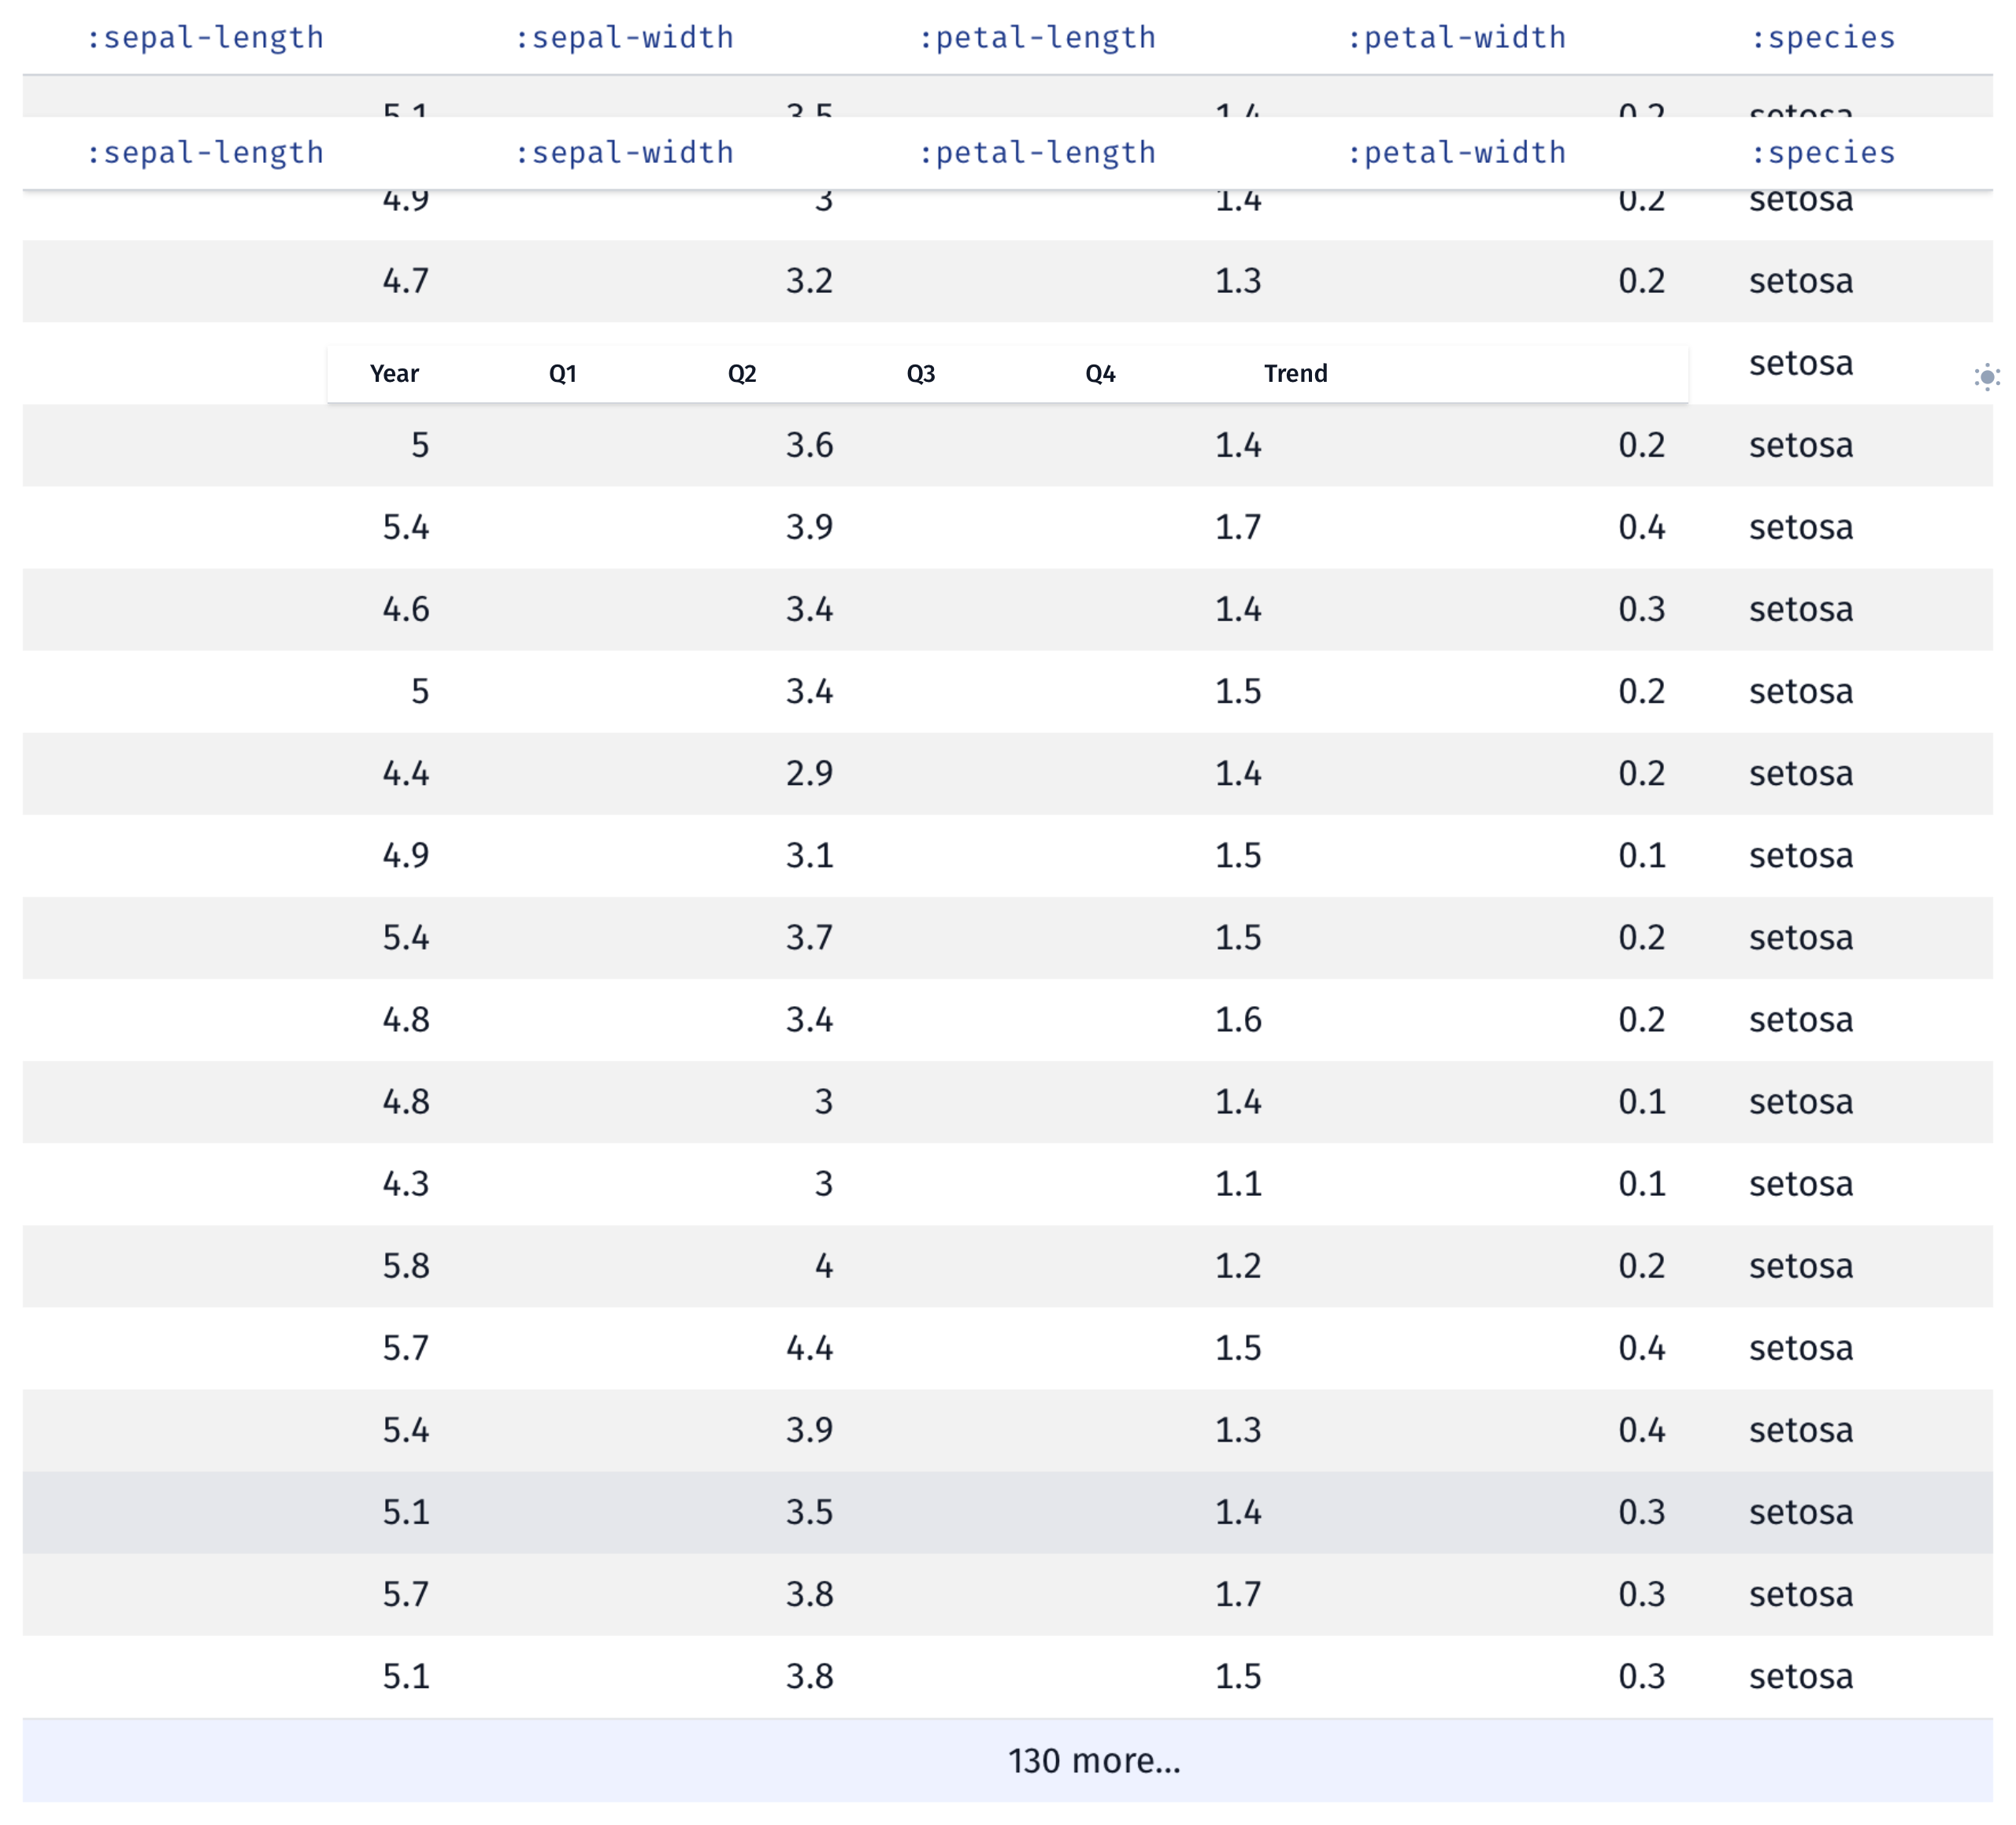 :sepal-length :sepal-width :petal-length :petal-width :species
5.1 3.5 1.4 0.2 setosa
:sepal-length :sepal-width :petal-length :petal-width :species
4.9 3 1.4 0.2 setosa
4.7 3.2 1.3 0.2 setosa
Year Q1 Q2 Q3 Q4 Trend setosa
5 3.6 1.4 0.2 setosa
5.4 3.9 1.7 0.4 setosa
4.6 3.4 1.4 0.3 setosa
5 3.4 1.5 0.2 setosa
4.4 2.9 1.4 0.2 setosa
4.9 3.1 1.5 0.1 setosa
5.4 3.7 1.5 0.2 setosa
4.8 3.4 1.6 0.2 setosa
4.8 3 1.4 0.1 setosa
4.3 3 1.1 0.1 setosa
5.8 4 1.2 0.2 setosa
5.7 4.4 1.5 0.4 setosa
5.4 3.9 1.3 0.4 setosa
5.1 3.5 1.4 0.3 setosa
5.7 3.8 1.7 0.3 setosa
5.1 3.8 1.5 0.3 setosa
130 more...